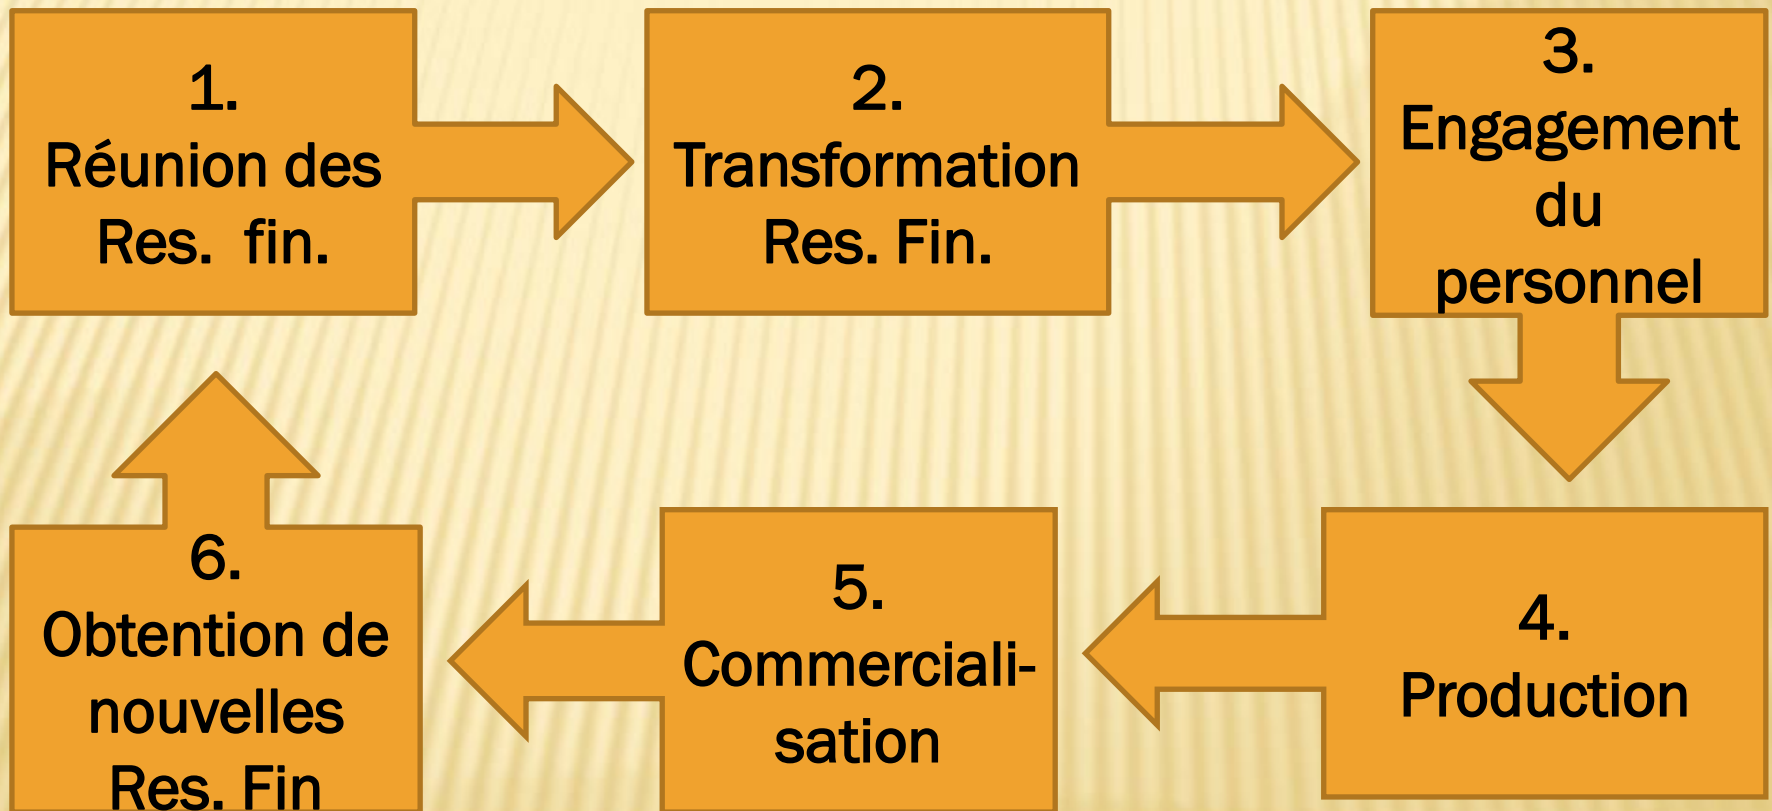 1.
Réunion des
Res. fin.
2.
Transformation
Res. Fin.
3.
Engagement
du
personnel
4.
Production
5.
Commerciali-
sation
6.
Obtention de
nouvelles
Res. Fin